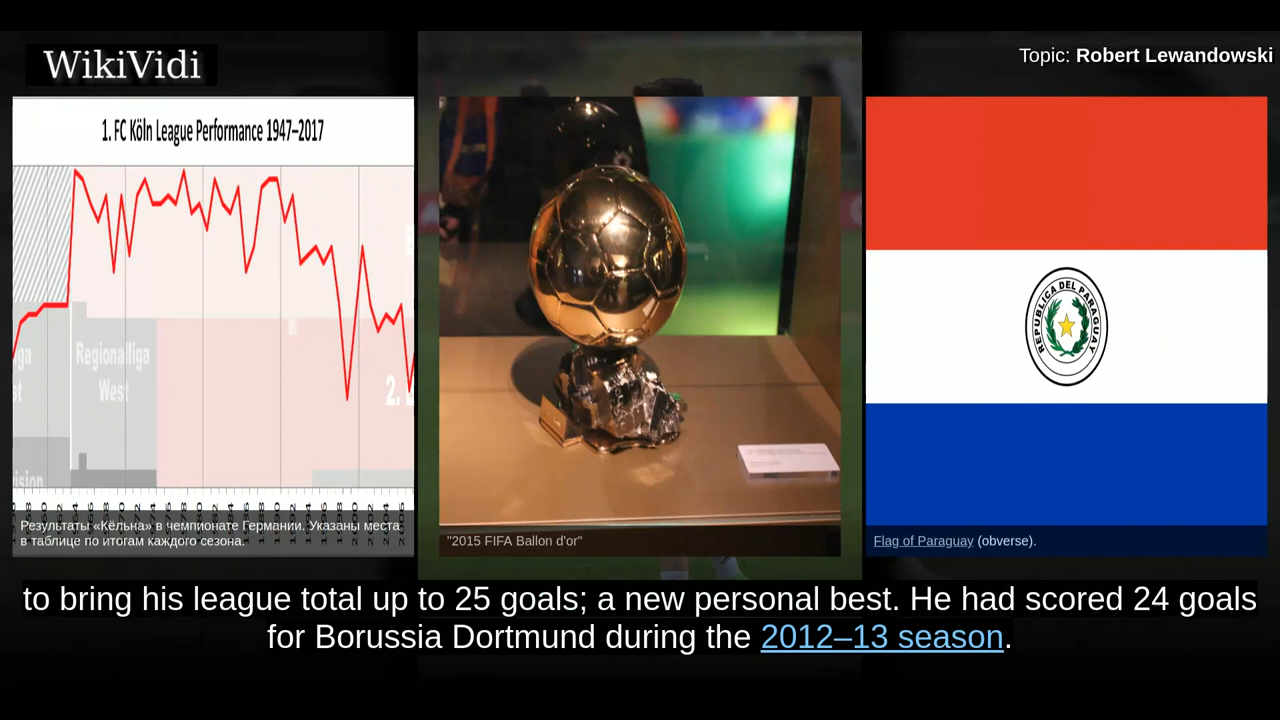 WikiVidi
Topic: Robert Lewandowski
1. FC Köln League Performance 1947–2017
Regionalliga
West
2.
Результаты «Кёльна» в чемпионате Германии. Указаны места
в таблице по итогам каждого сезона.
"2015 FIFA Ballon d'or"
REPUBLICA DEL PARAGUAY
Flag of Paraguay (obverse).
to bring his league total up to 25 goals; a new personal best. He had scored 24 goals
for Borussia Dortmund during the 2012–13 season.